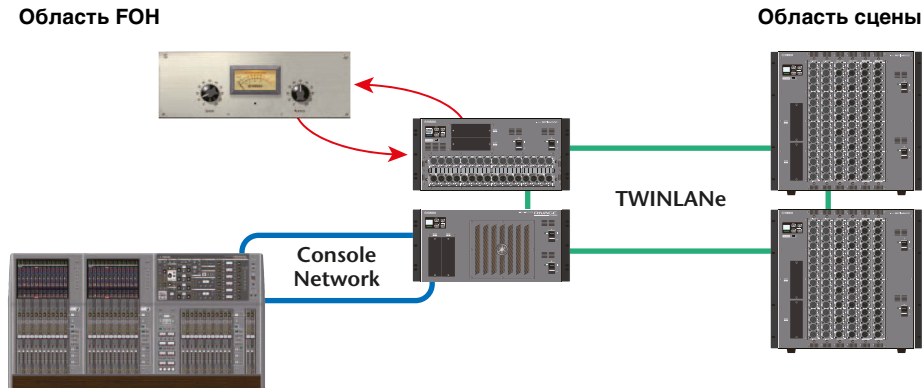 Область FOH
Область сцены
TWINLANe
Console
Network